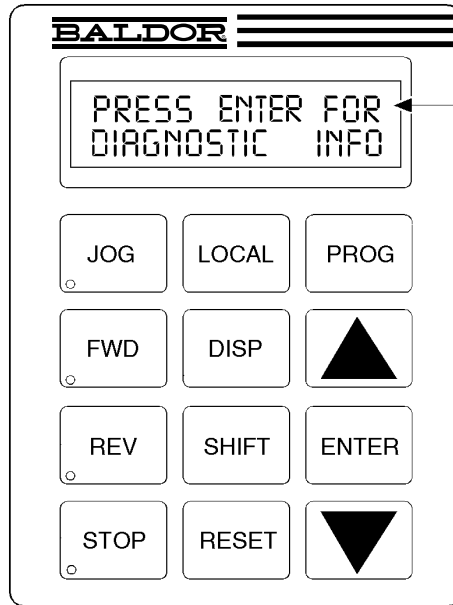 BALDOR
PRESS ENTER FOR
DIAGNOSTIC INFO
JOG LOCAL PROG
FWD DISP
REV SHIFT ENTER
STOP RESET